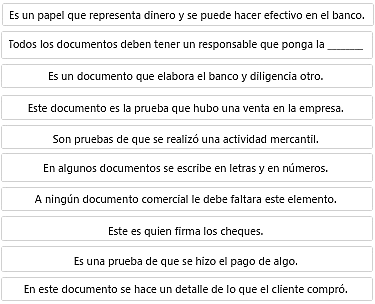 Es un papel que representa dinero y se puede hacer efectivo en el banco.
Todos los documentos deben tener un responsable que ponga la ______
Es un documento que elabora el banco y diligencia otro.
Este documento es la prueba que hubo una venta en la empresa.
Son pruebas de que se realizó una actividad mercantil.
En algunos documentos se escribe en letras y en números.
A ningún documento comercial le debe faltara este elemento.
Este es quien firma los cheques.
Es una prueba de que se hizo el pago de algo.
En este documento se hace un detalle de lo que el cliente compró.